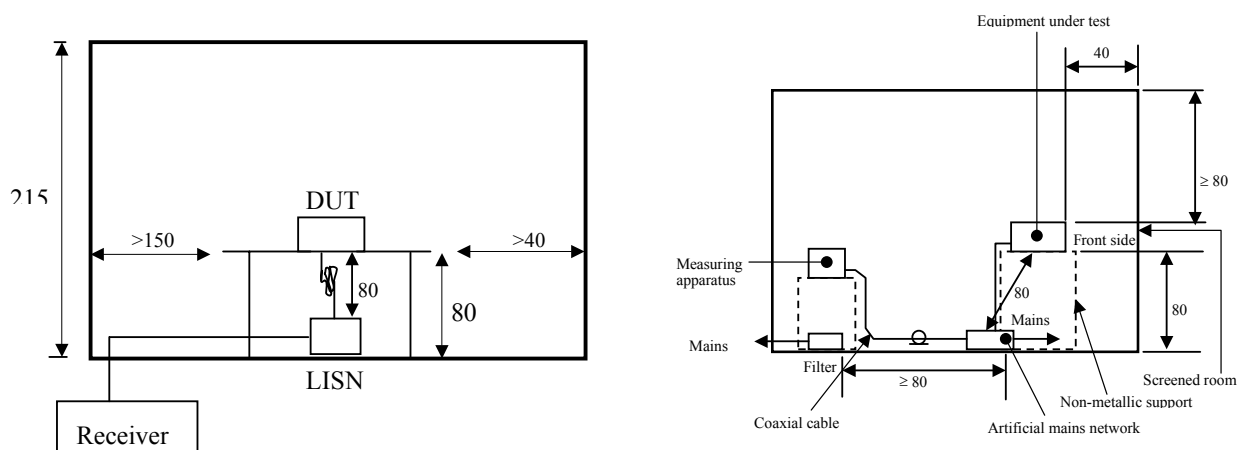 215
DUT
>150
>40
80
80
LISN
Receiver
Equipment under test
40
≥ 80
Front side
Measuring
apparatus
80
80
Mains
Mains
Filter
≥ 80
Screened room
Non-metallic support
Coaxial cable
Artificial mains network